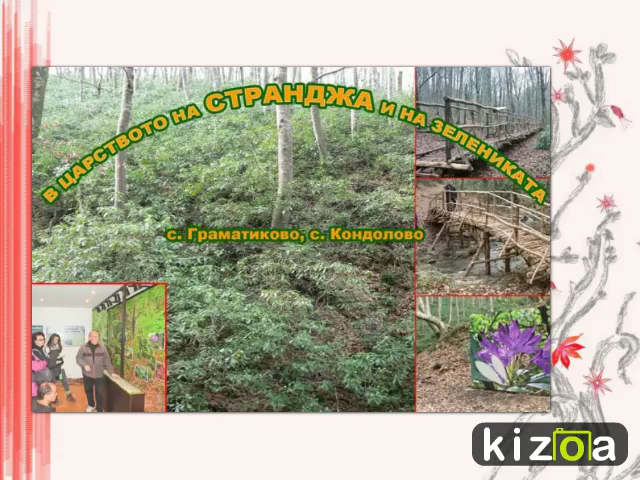 В ЦАРСТВОТО НА СТРАНДЖА И НА ЗЕЛЕНИКАТА
с. Граматиково, с. Кондолово
kizoa